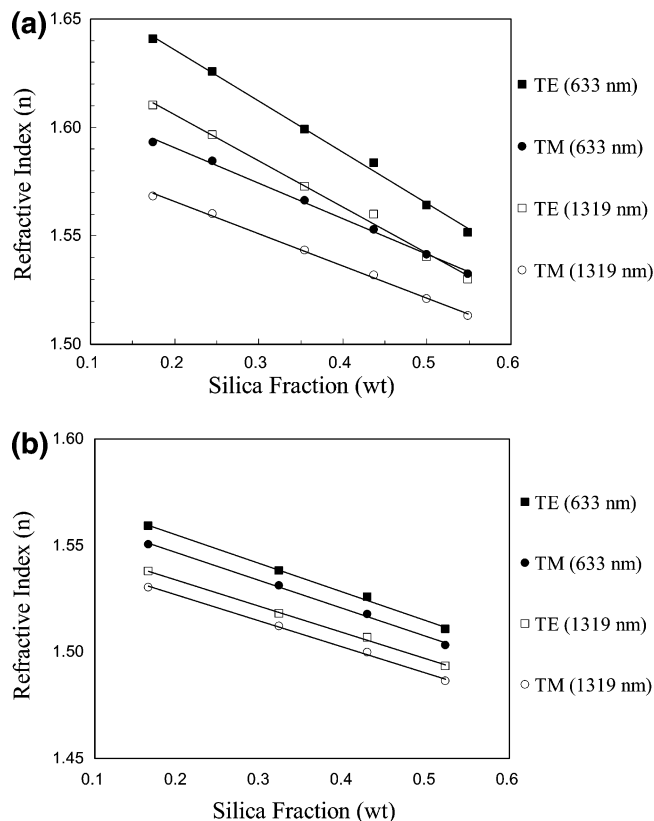 (a)
1.65
1.60
1.55
1.50
Refractive Index (n)
0.1 0.2 0.3 0.4 0.5 0.6
Silica Fraction (wt)
TE (633 nm)
TM (633 nm)
TE (1319 nm)
TM (1319 nm)
(b)
1.60
1.55
1.50
1.45
Refractive Index (n)
0.1 0.2 0.3 0.4 0.5 0.6
Silica Fraction (wt)
TE (633 nm)
TM (633 nm)
TE (1319 nm)
TM (1319 nm)